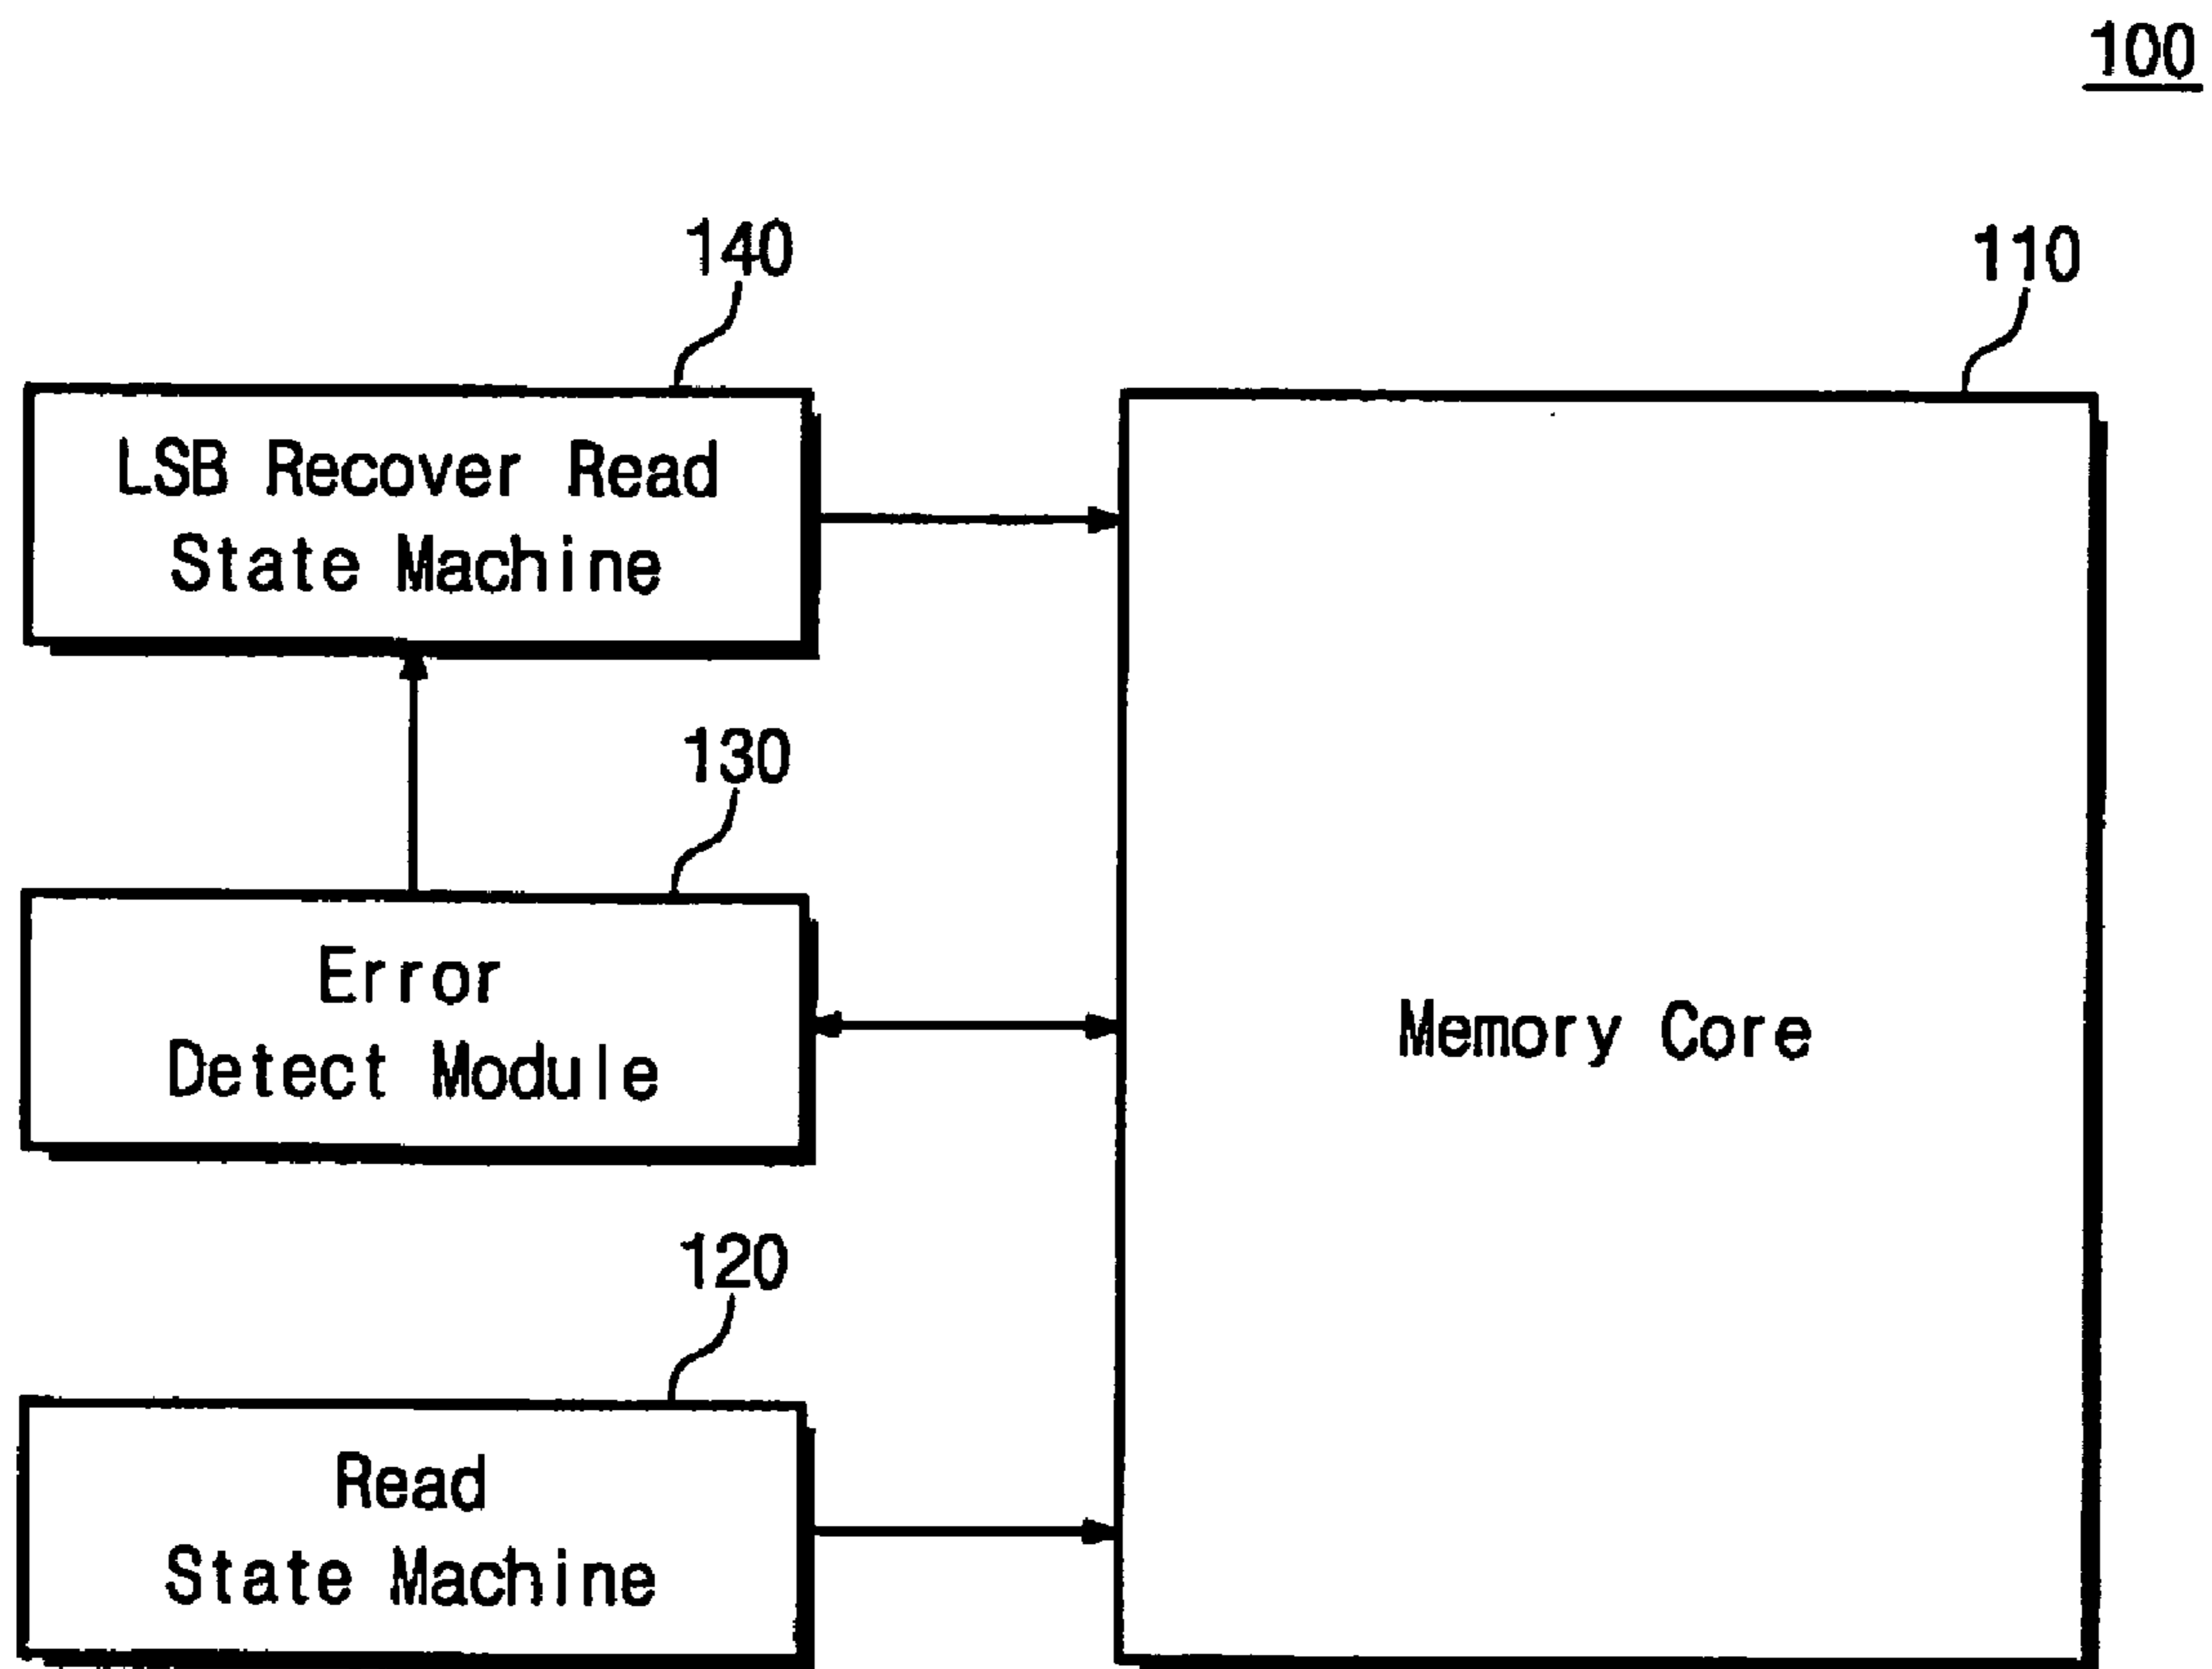 100
140
110
LSB Recover Read
State Machine
130
Error
Detect Module
Memory Core
120
Read
State Machine